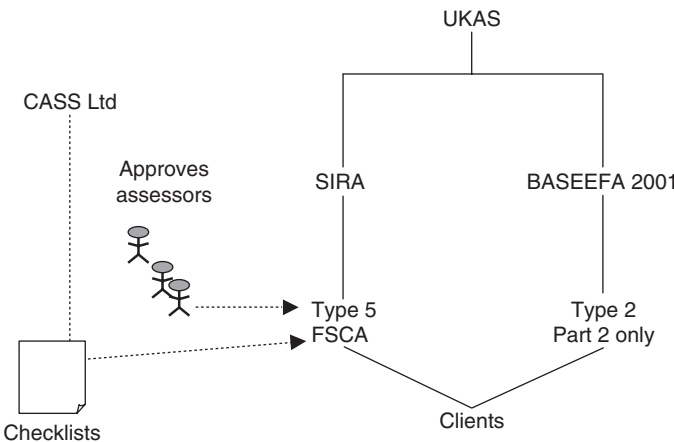 UKAS
CASS Ltd
Approves
assessors
SIRA
BASEEFA 2001
Type 5
FSCA
Type 2
Part 2 only
Clients
Checklists